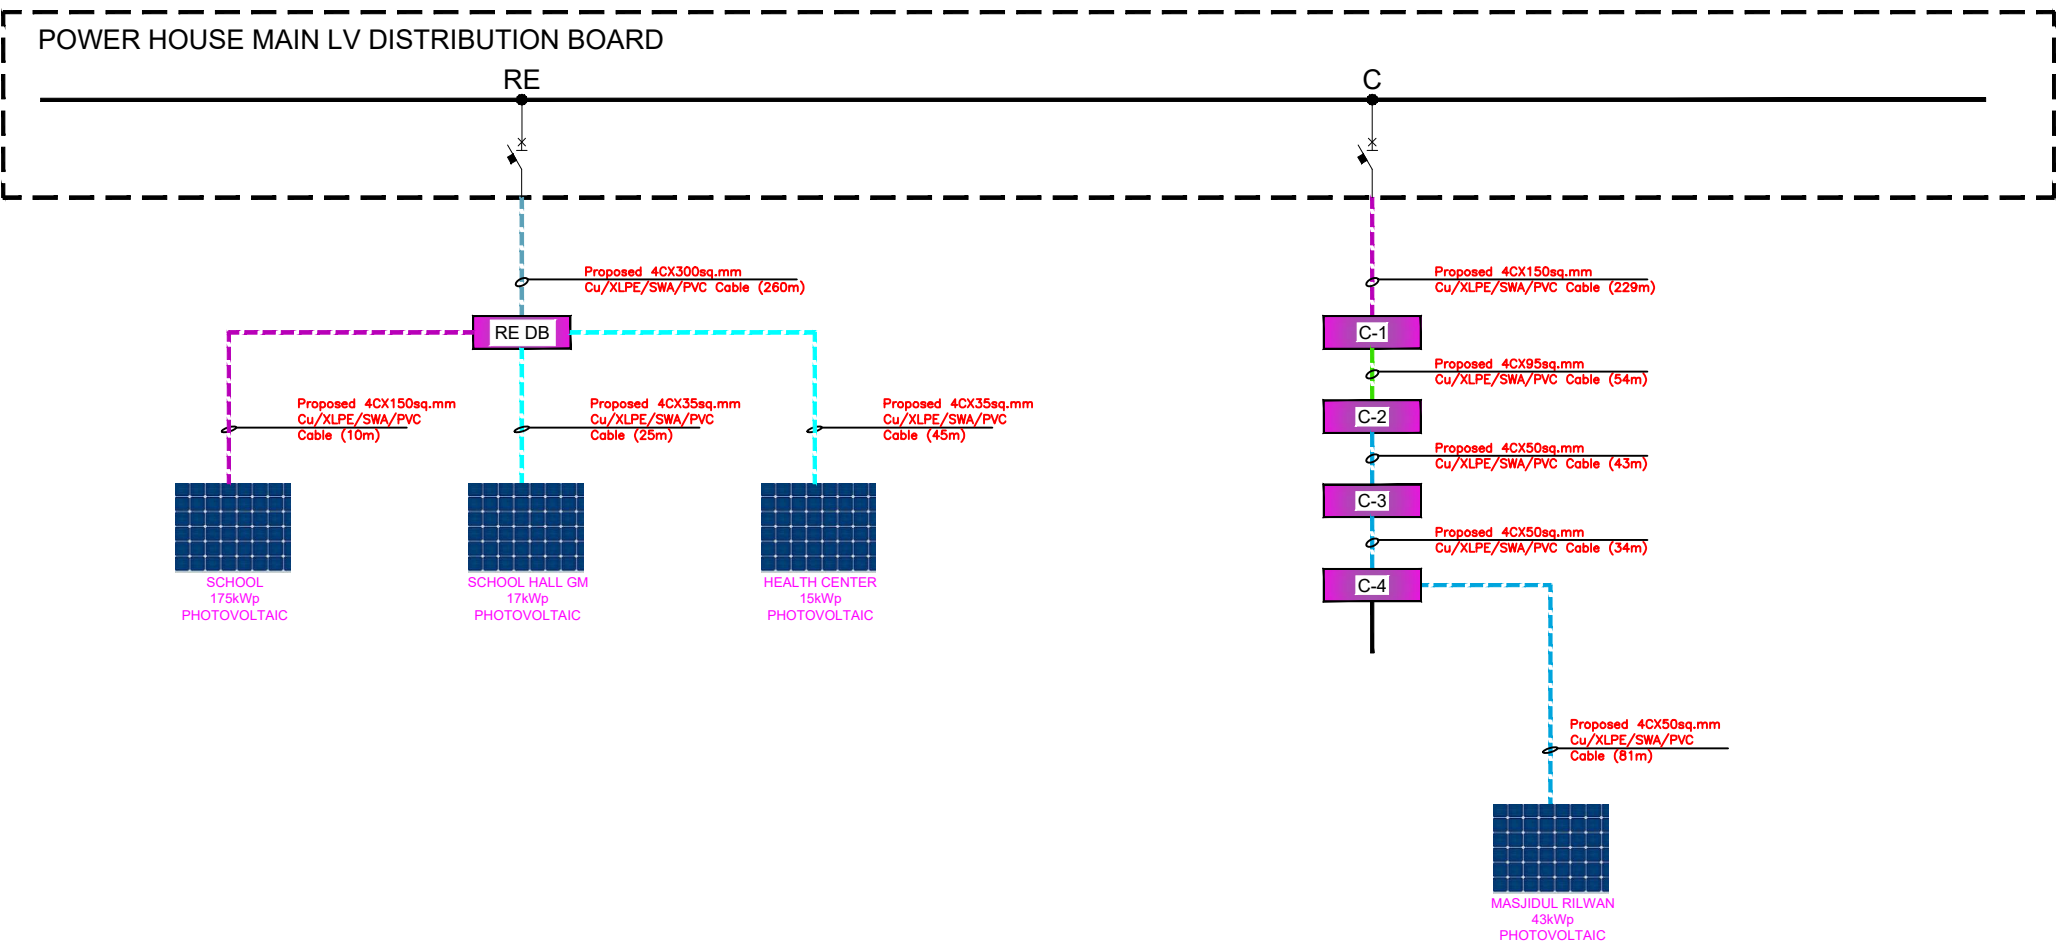 POWER HOUSE MAIN LV DISTRIBUTION BOARD
RE
C
Proposed 4CX300sq.mm
Cu/XLPE/SWA/PVC Cable (260m)
Proposed 4CX150sq.mm
Cu/XLPE/SWA/PVC Cable (229m)
RE DB
C-1
Proposed 4CX95sq.mm
Cu/XLPE/SWA/PVC Cable (54m)
Proposed 4CX150sq.mm
Cu/XLPE/SWA/PVC
Cable (10m)
Proposed 4CX35sq.mm
Cu/XLPE/SWA/PVC
Cable (25m)
Proposed 4CX35sq.mm
Cu/XLPE/SWA/PVC
Cable (45m)
C-2
Proposed 4CX50sq.mm
Cu/XLPE/SWA/PVC Cable (43m)
C-3
Proposed 4CX50sq.mm
Cu/XLPE/SWA/PVC Cable (34m)
C-4
SCHOOL
175kWp
PHOTOVOLTAIC
SCHOOL HALL GM
17kWp
PHOTOVOLTAIC
HEALTH CENTER
15kWp
PHOTOVOLTAIC
Proposed 4CX50sq.mm
Cu/XLPE/SWA/PVC
Cable (81m)
MASJIDUL RILWAN
43kWp
PHOTOVOLTAIC